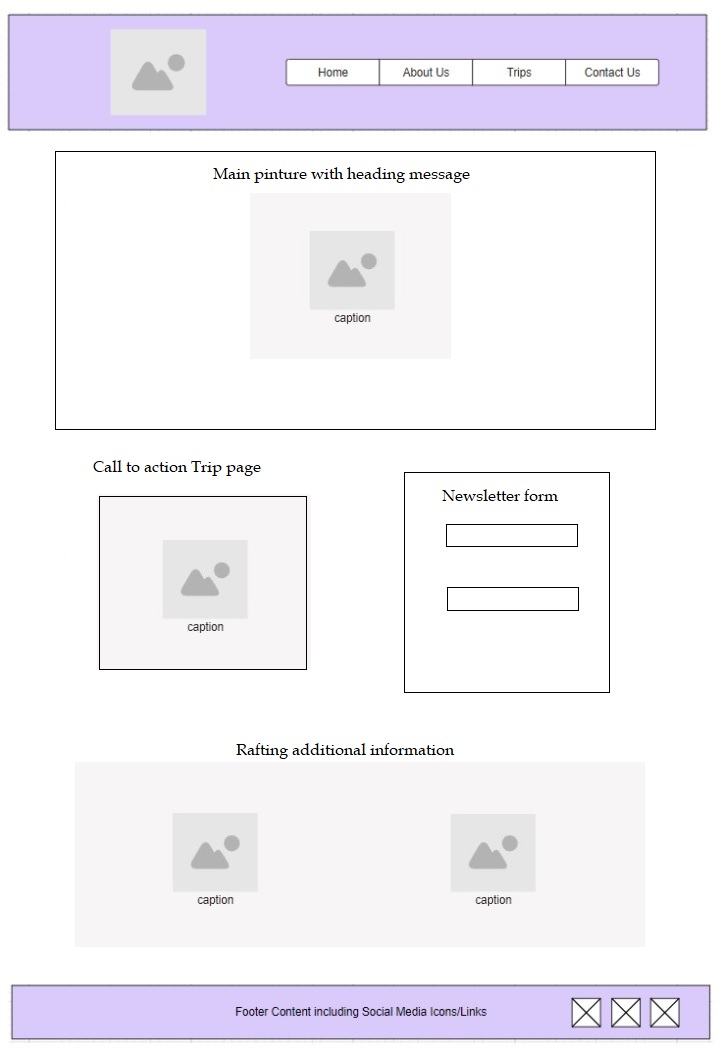 Home
About Us
Trips
Contact Us
Main pinture with heading message
caption
Call to action Trip page
caption
Newsletter form
Rafting additional information
caption
caption
Footer Content including Social Media Icons/Links